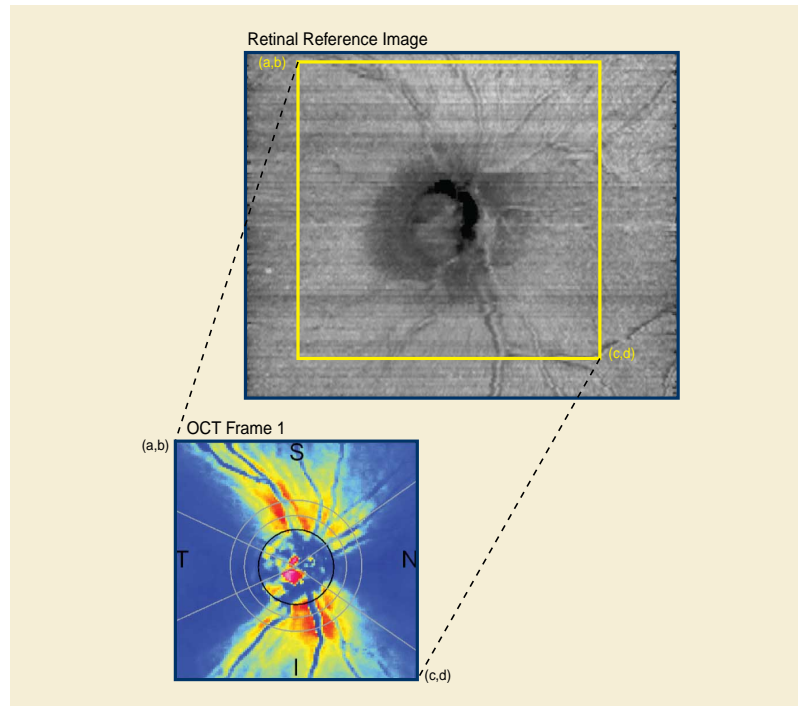 Retinal Reference Image
(a,b)
(c,d)
OCT Frame 1
(a,b)
S
T
N
I
(c,d)